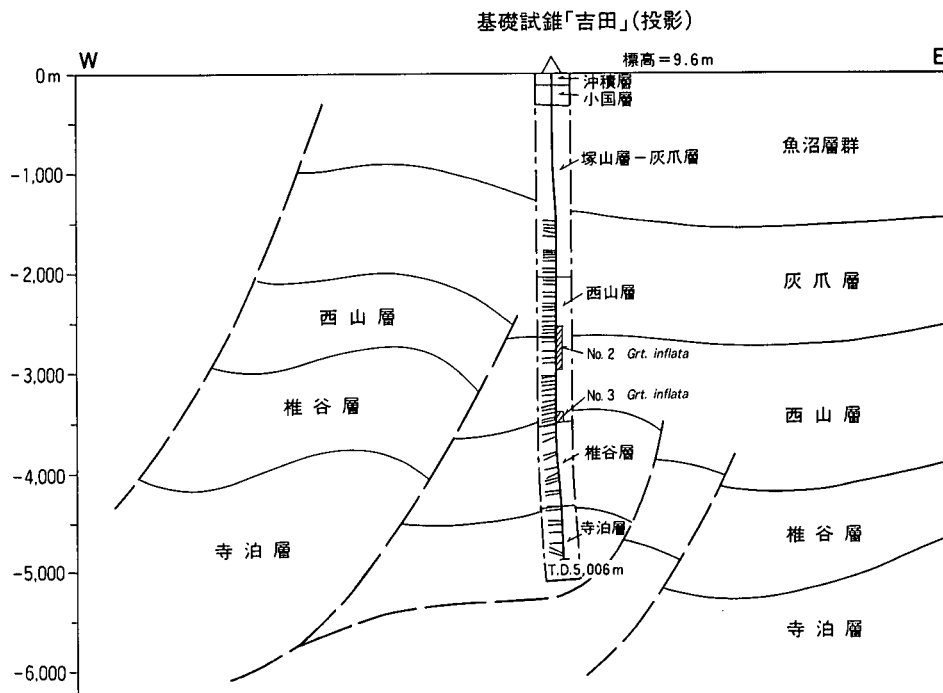 基礎試錐「吉田」(投影)
W
標高=9.6m
E
0m
沖積層
小国層
魚沼層群
塚山層-灰爪層
-1,000
-2,000
灰爪層
西山層
西山層
No.2 Grt. inflata
-3,000
No.3 Grt. inflata
椎谷層
西山層
椎谷層
-4,000
寺泊層
寺泊層
椎谷層
T.D.5,006m
-5,000
寺泊層
-6,000